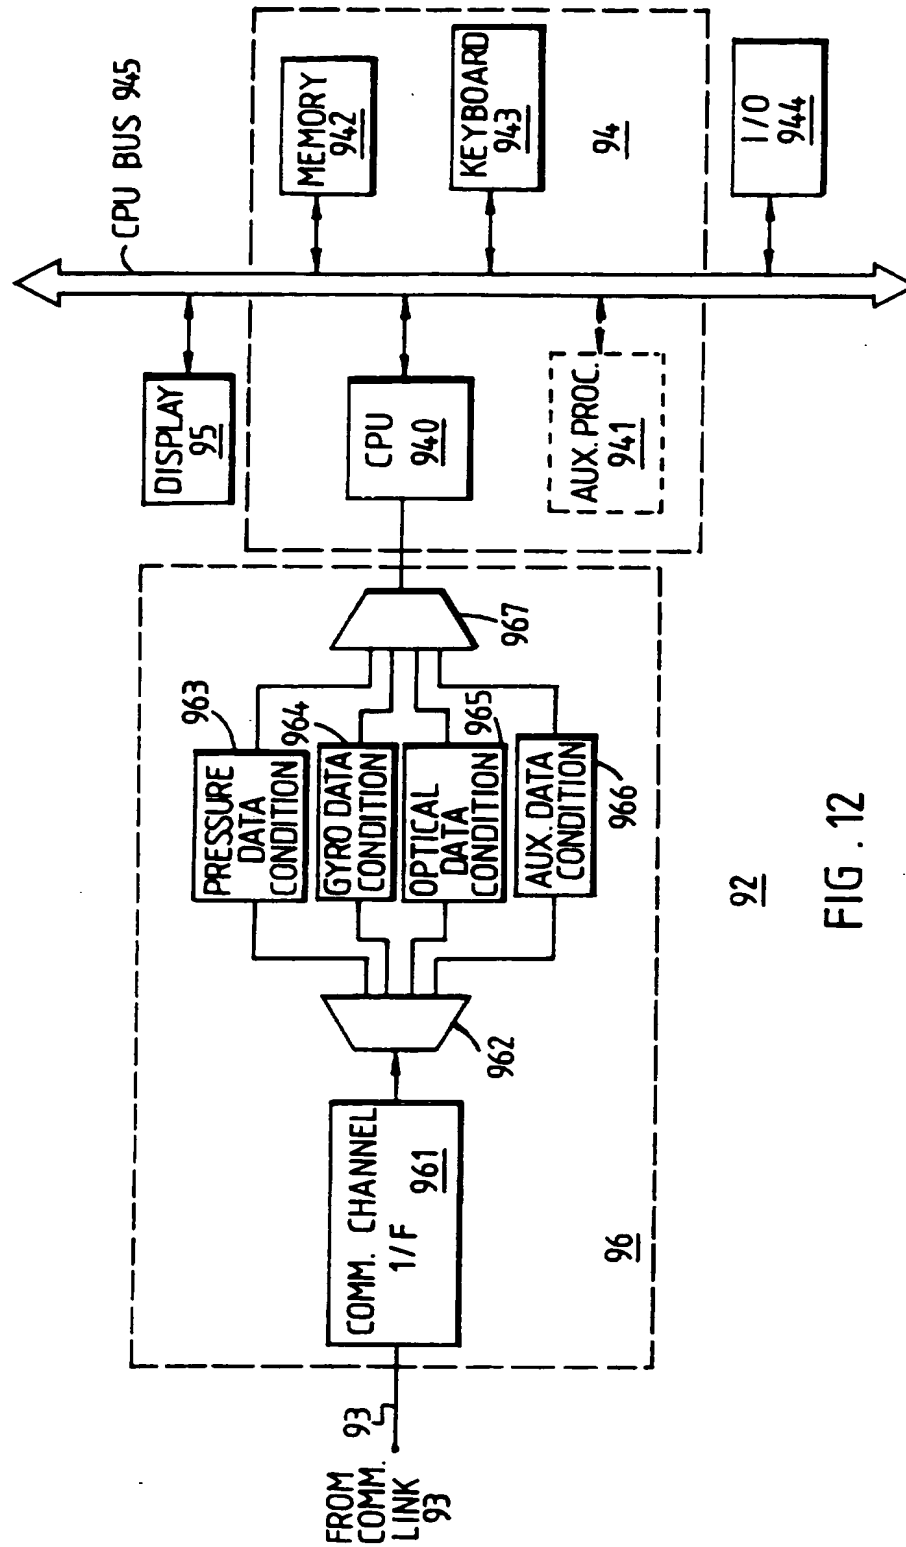 FROM
COMM.
LINK
93
93
COMM. CHANNEL
1/F 961
96
962
PRESSURE
DATA
CONDITION
963
GYRO DATA
CONDITION
964
OPTICAL
DATA
CONDITION
965
AUX. DATA
CONDITION
966
967
DISPLAY
95
CPU
940
AUX. PROC.
941
CPU BUS 945
MEMORY
942
KEYBOARD
943
94
I/O
944
92
FIG. 12